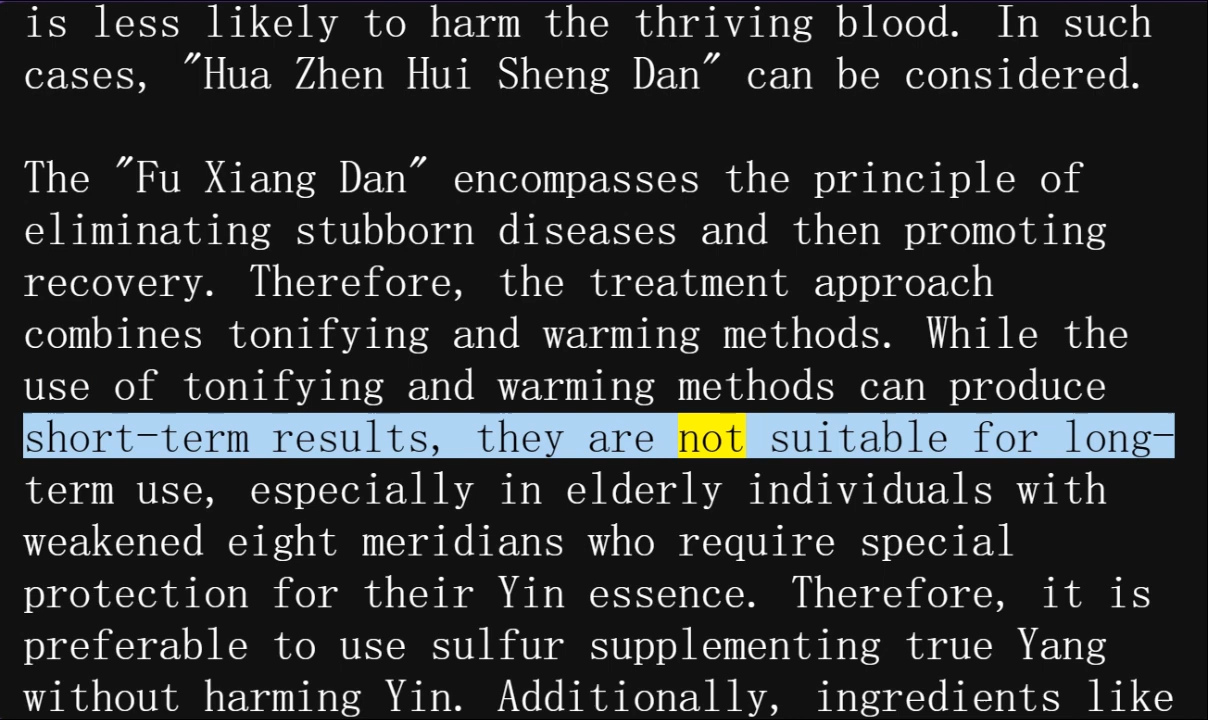 is less likely to harm the thriving blood. In such
cases, "Hua Zhen Hui Sheng Dan" can be considered.
The "Fu Xiang Dan" encompasses the principle of
eliminating stubborn diseases and then promoting
recovery. Therefore, the treatment approach
combines tonifying and warming methods. While the
use of tonifying and warming methods can produce
short-term results, they are not suitable for long-
term use, especially in elderly individuals with
weakened eight meridians who require special
protection for their Yin essence. Therefore, it is
preferable to use sulfur supplementing true Yang
without harming Yin. Additionally, ingredients like